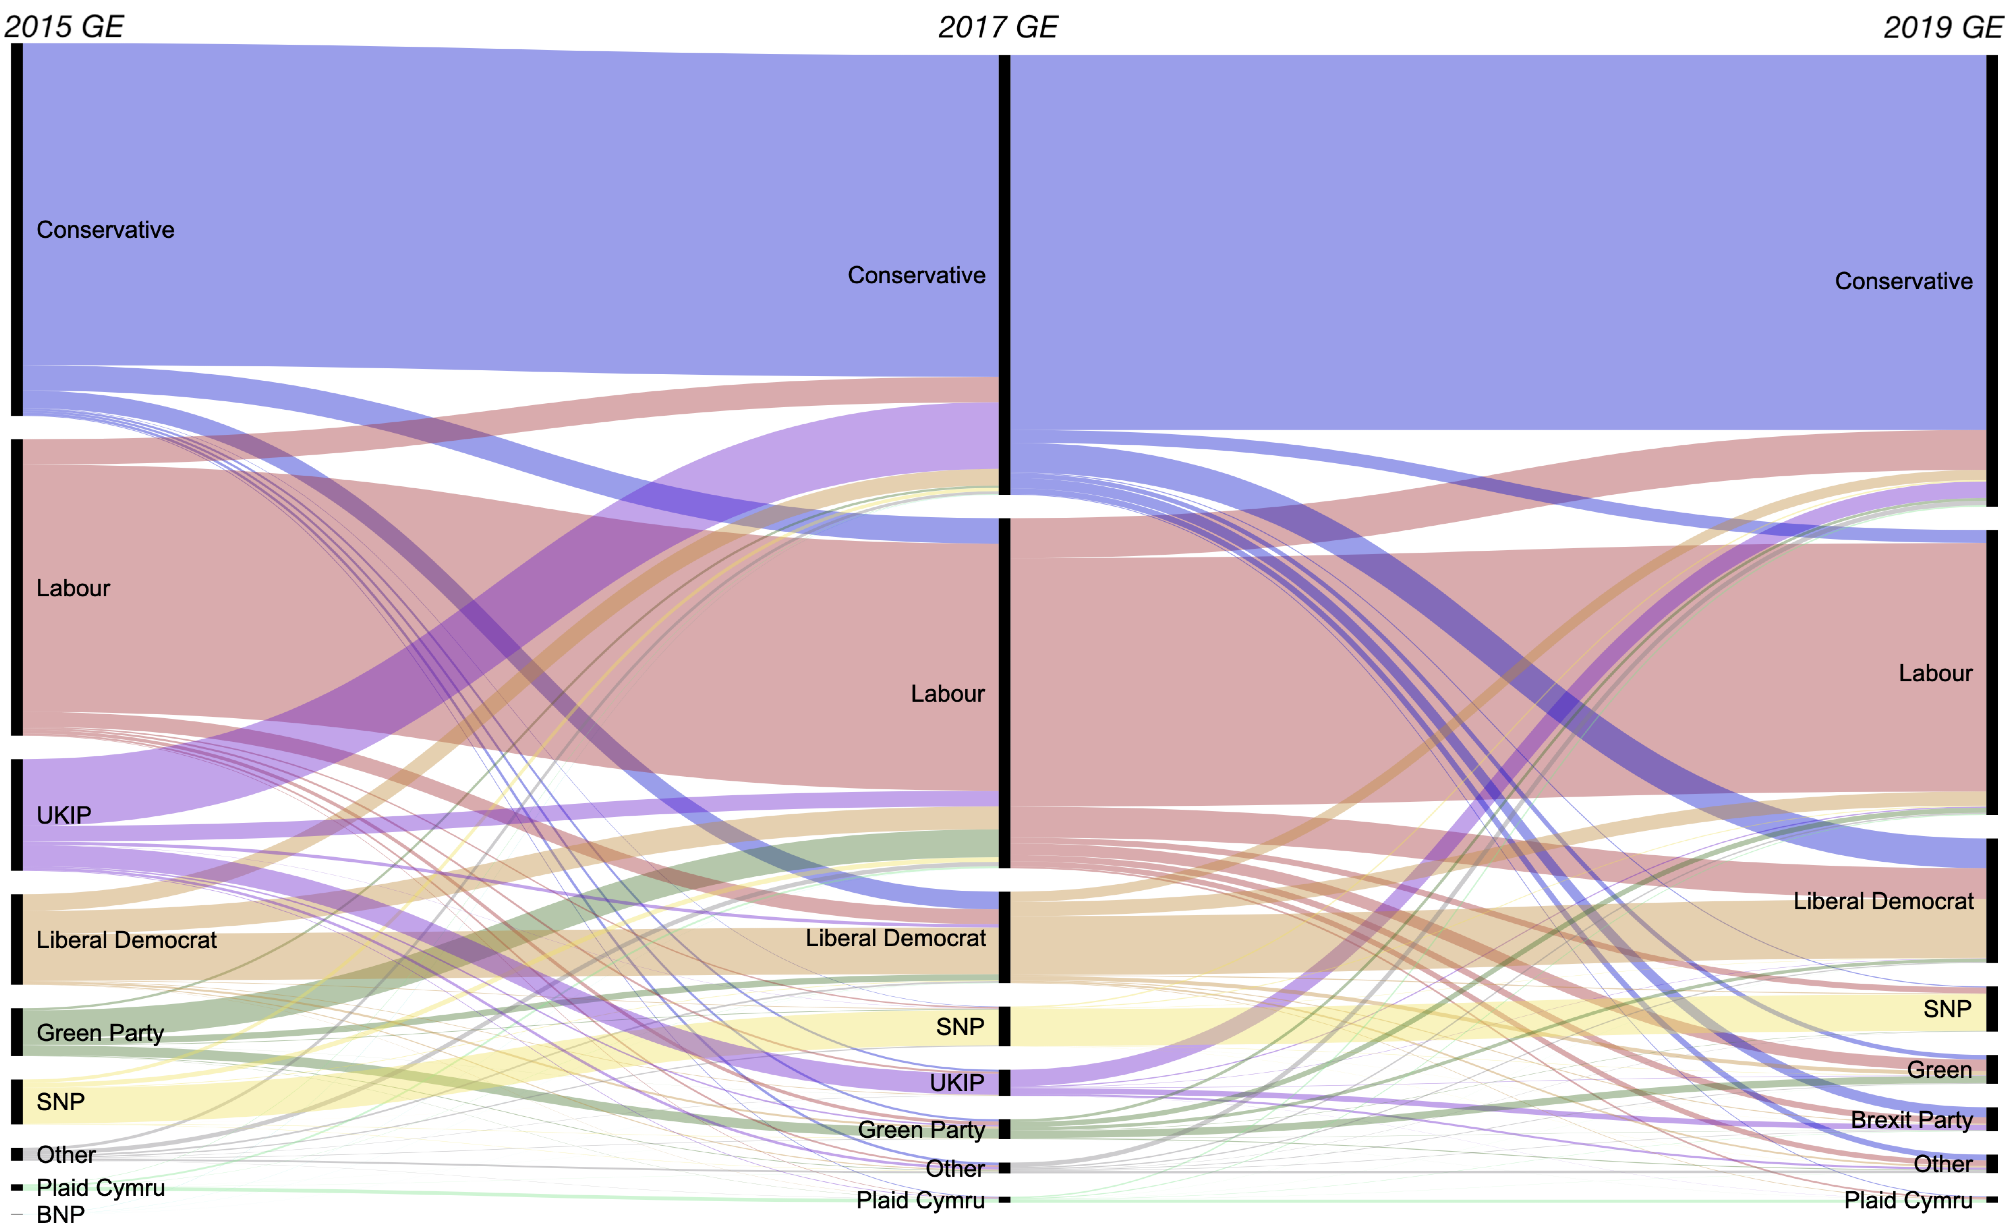 2015 GE
2017 GE
2019 GE
Conservative
Labour
UKIP
Liberal Democrat
Green Party
SNP
Other
Plaid Cymru
BNP
Conservative
Labour
Liberal Democrat
SNP
UKIP
Green Party
Other
Plaid Cymru
Conservative
Labour
Liberal Democrat
SNP
Green
Brexit Party
Other
Plaid Cymru